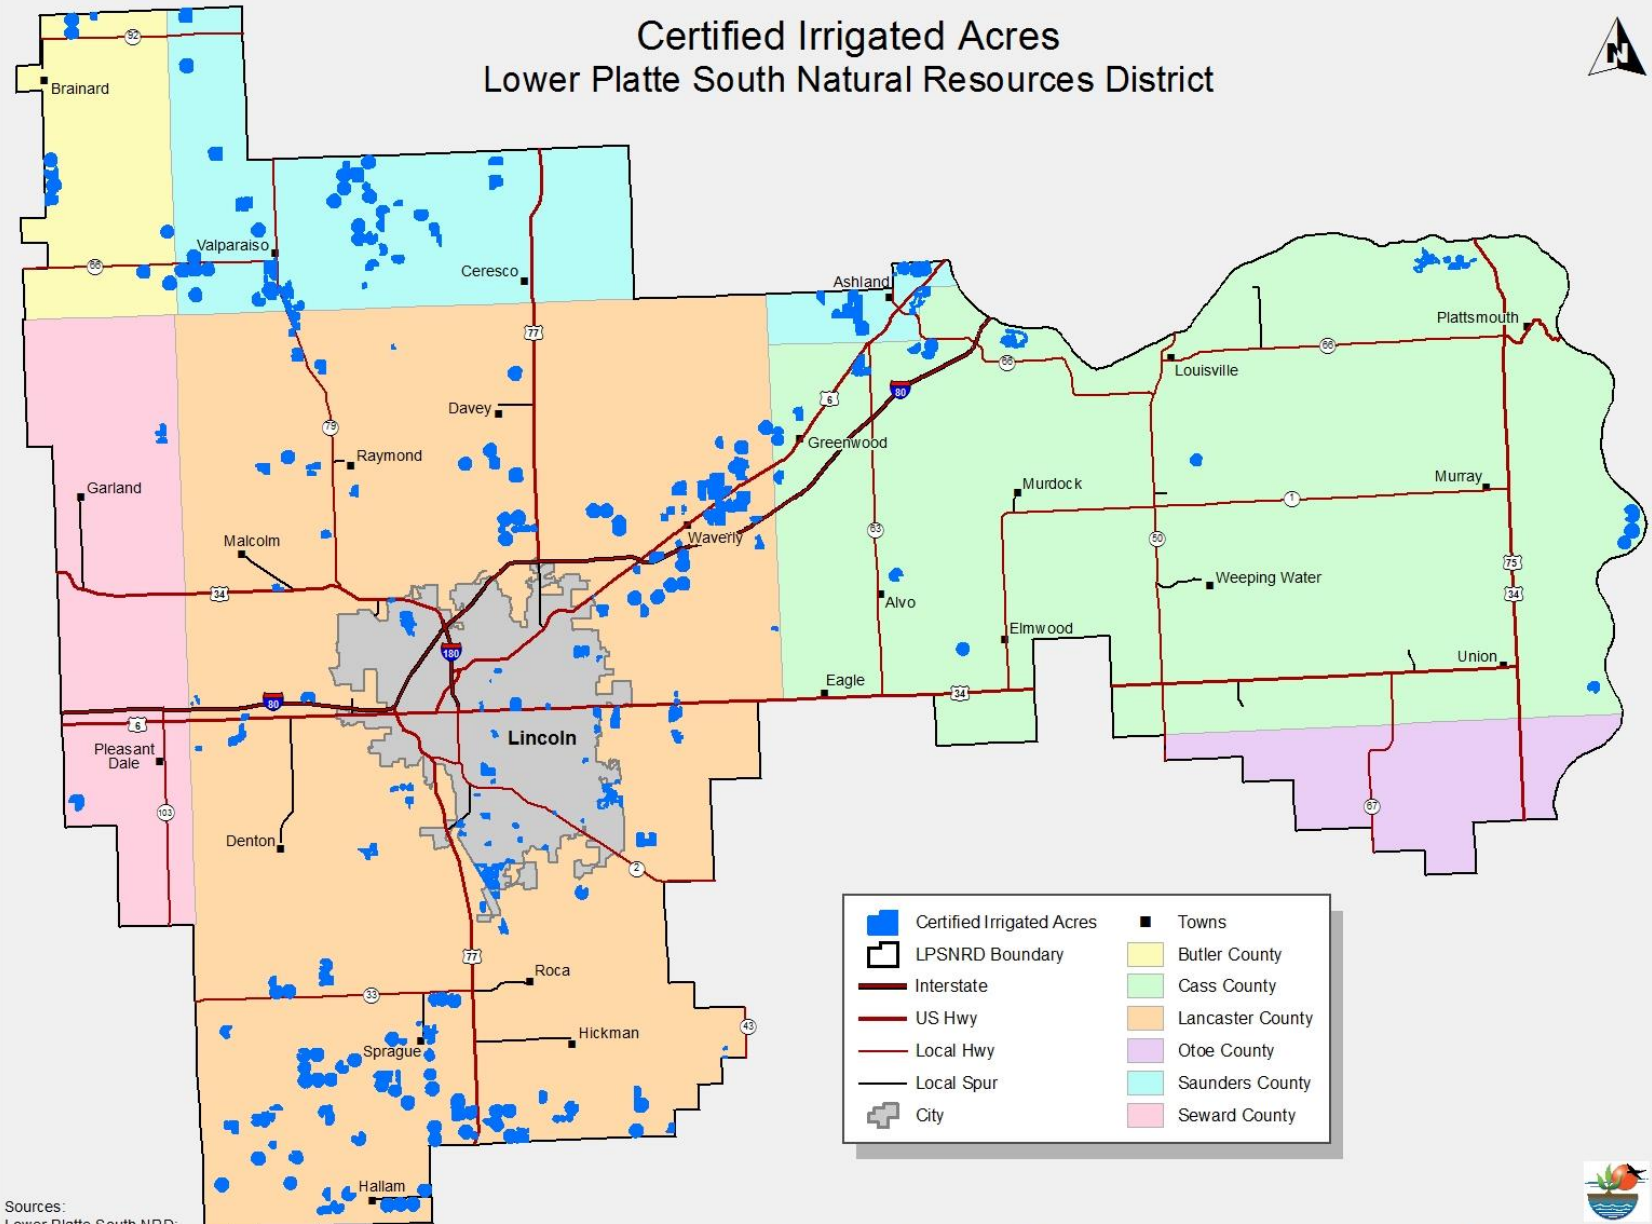 Certified Irrigated Acres
Lower Platte South Natural Resources District
N
92
Brainard
Valparaiso
66
Ceresco
77
Ashland
Plattsmouth
66
66
Louisville
6
80
Davey
79
Greenwood
Raymond
Garland
Murdock
Murray
1
Malcolm
Waverly
63
50
75
34
34
Weeping Water
Alvo
Elmwood
180
Union
Eagle
34
80
6
Lincoln
Pleasant
Dale
103
67
Denton
2
77
Roca
33
43
Hickman
Sprague
Hallam
Certified Irrigated Acres
LPSNRD Boundary
Interstate
US Hwy
Local Hwy
Local Spur
City
Towns
Butler County
Cass County
Lancaster County
Otoe County
Saunders County
Seward County
Sources:
Lower Platte South NRD;